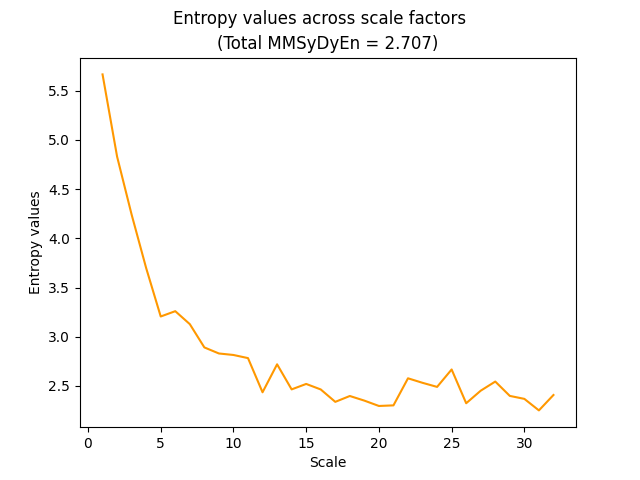 Entropy values across scale factors
(Total MMSyDyEn = 2.707)
Entropy values
5.5
5.0
4.5
4.0
3.5
3.0
2.5
0 5 10 15 20 25 30
Scale